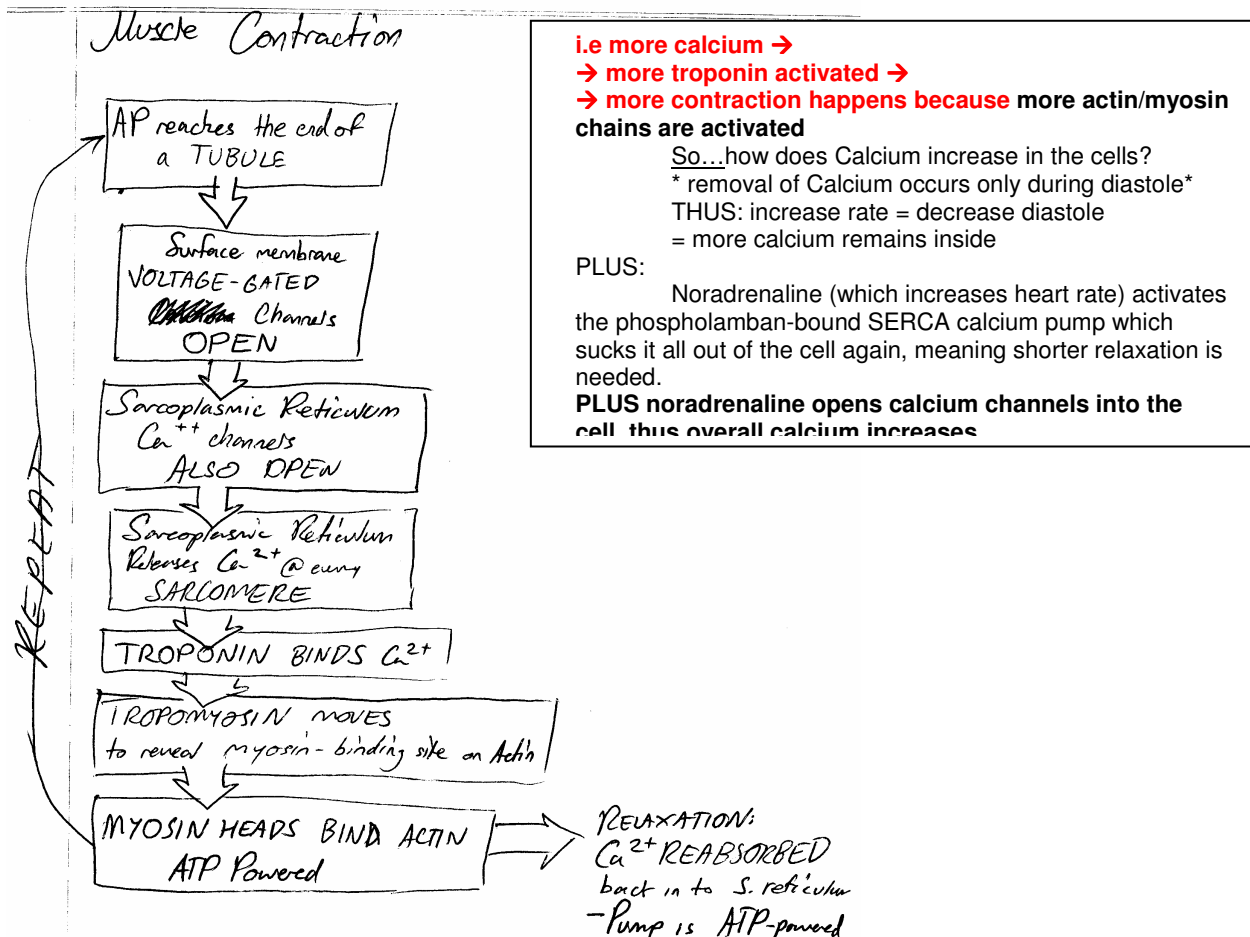 Muscle Contraction
AP reaches the end of
a TUBULE
Surface membrane
VOLTAGE-GATED
Channels
OPEN
Sarcoplasmic Reticulum
Ca++ channels
ALSO OPEN
Sarcoplasmic Reticulum
Releases Ca2+ @ every
SARCOMERE
TROPONIN BINDS Ca2+
TROPOMYOSIN MOVES
to reveal myosin-binding site on Actin
MYOSIN HEADS BIND ACTIN
ATP Powered
REPEAT
RELAXATION:
Ca2+ REABSORBED
back in to S. reticulum
- Pump is ATP-powered
i.e more calcium →
→ more troponin activated →
→ more contraction happens because more actin/myosin
chains are activated
So…how does Calcium increase in the cells?
* removal of Calcium occurs only during diastole*
THUS: increase rate = decrease diastole
= more calcium remains inside
PLUS:
Noradrenaline (which increases heart rate) activates
the phospholamban-bound SERCA calcium pump which
sucks it all out of the cell again, meaning shorter relaxation is
needed.
PLUS noradrenaline opens calcium channels into the
cell, thus overall calcium increases